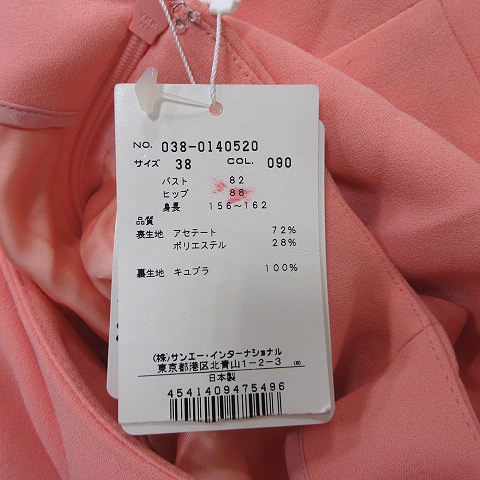 NO. 038-0140520
サイズ 38 COL. 090
バスト 82
ヒップ 88
身長 156〜162
品質
表生地 アセテート 72%
ポリエステル 28%
裏生地 キュプラ 100%
(株)サンエー・インターナショナル
東京都港区北青山1-2-3
日本製
4541409475496